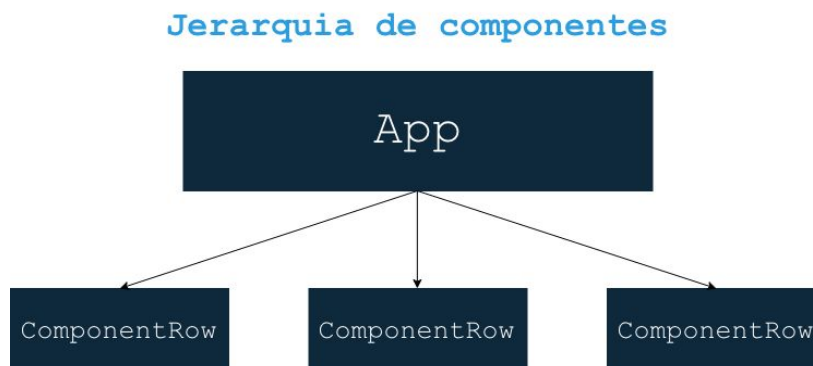 Jerarquia de componentes
App
ComponentRow
ComponentRow
ComponentRow